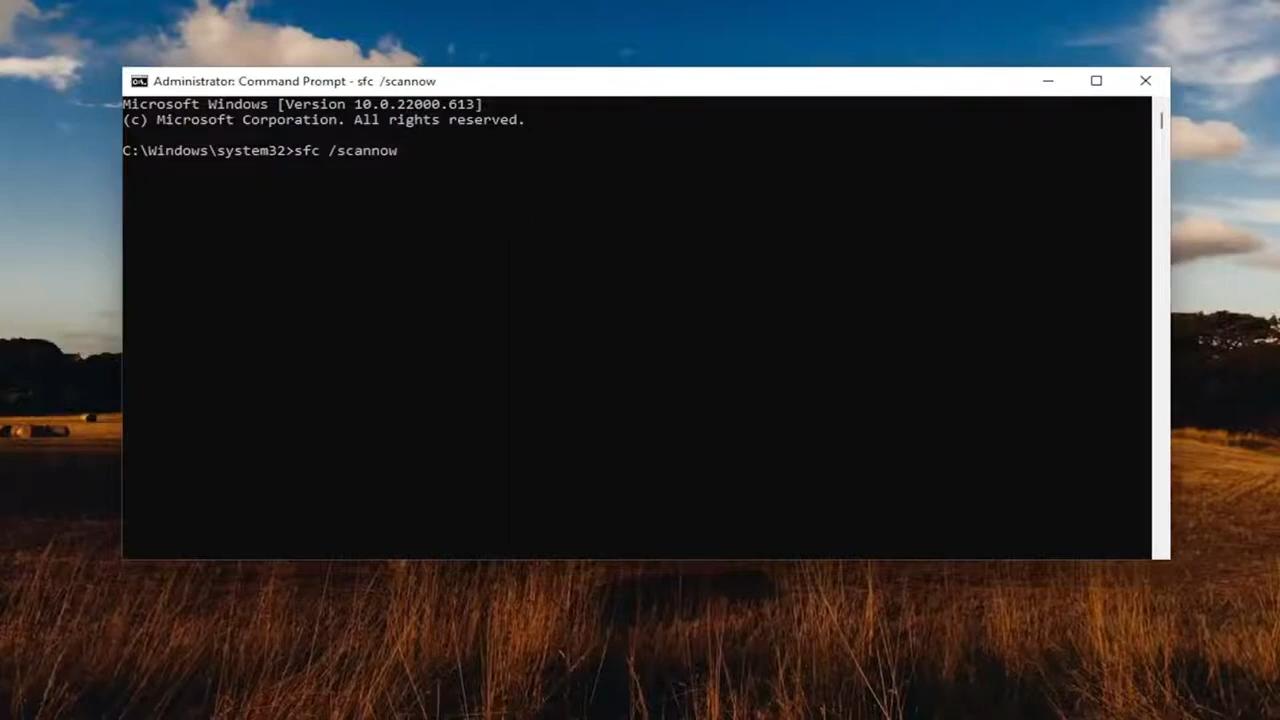 Administrator: Command Prompt - sfc  /scannow
Microsoft Windows [Version 10.0.22000.613]
(c) Microsoft Corporation. All rights reserved.
C:\Windows\system32>sfc /scannow